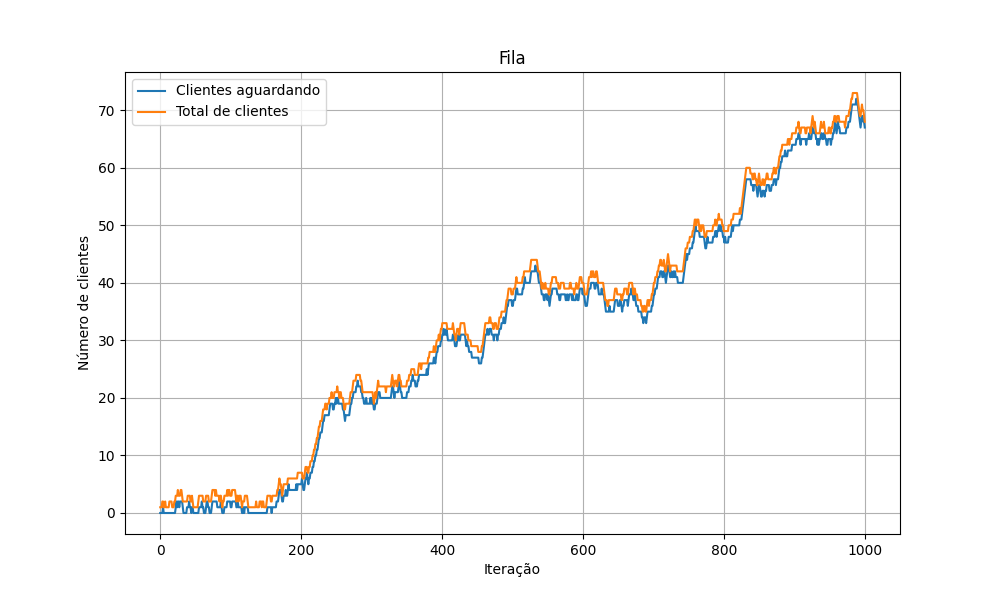 Fila
Clientes aguardando
Total de clientes
Número de clientes
70
60
50
40
30
20
10
0
0 200 400 600 800 1000
Iteração